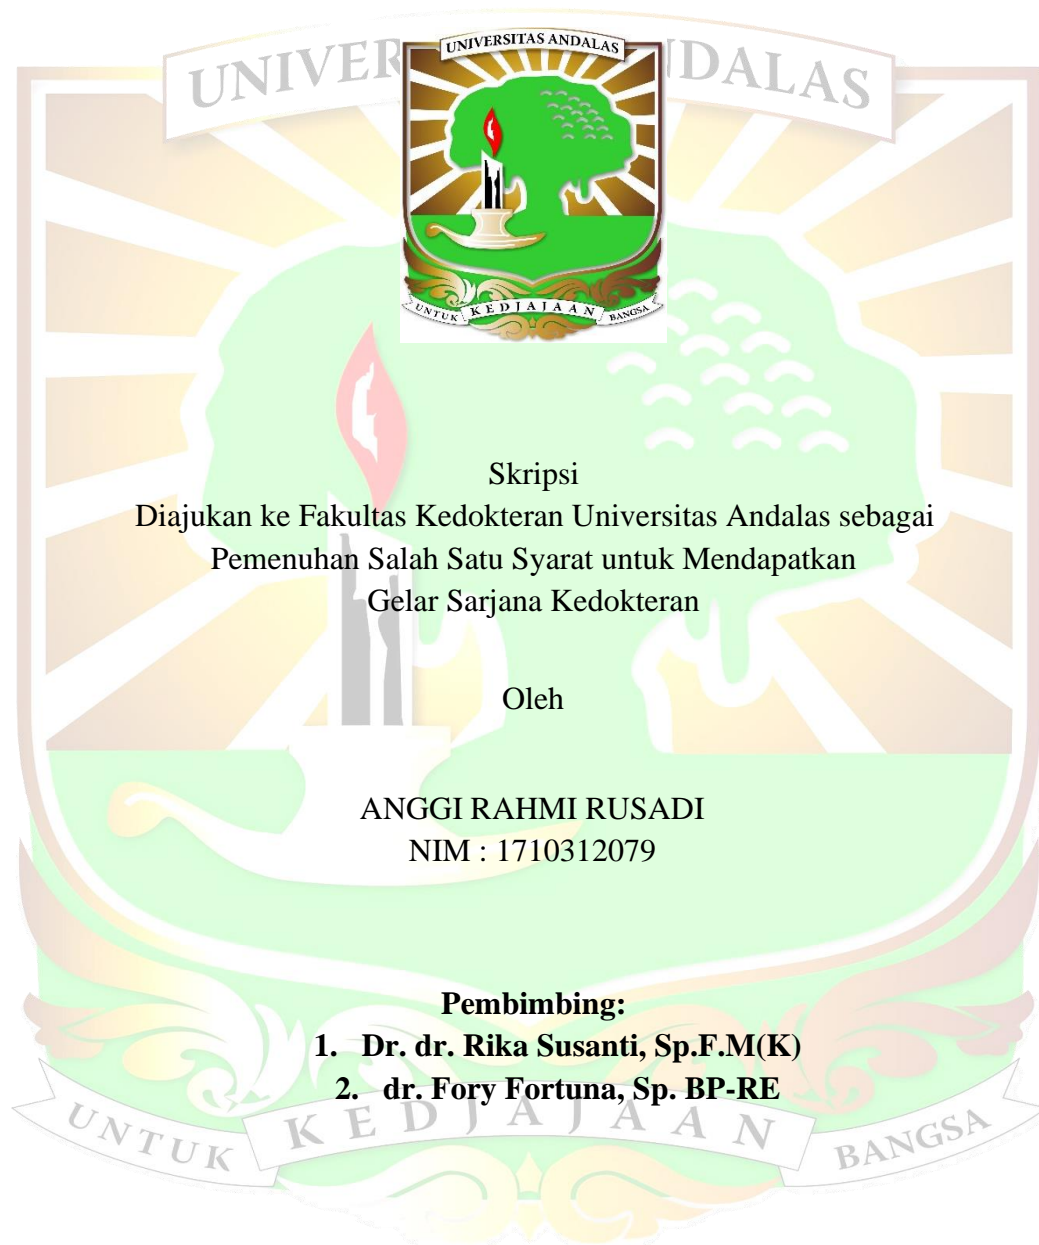 UNIVERSITAS ANDALAS
UNTUK KEDJAJAAN BANGSA
Skripsi
Diajukan ke Fakultas Kedokteran Universitas Andalas sebagai
Pemenuhan Salah Satu Syarat untuk Mendapatkan
Gelar Sarjana Kedokteran
Oleh
ANGGI RAHMI RUSADI
NIM : 1710312079
Pembimbing:
1. Dr. dr. Rika Susanti, Sp.F.M(K)
2. dr. Fory Fortuna, Sp. BP-RE
UNTUK KEDJAJAAN BANGSA